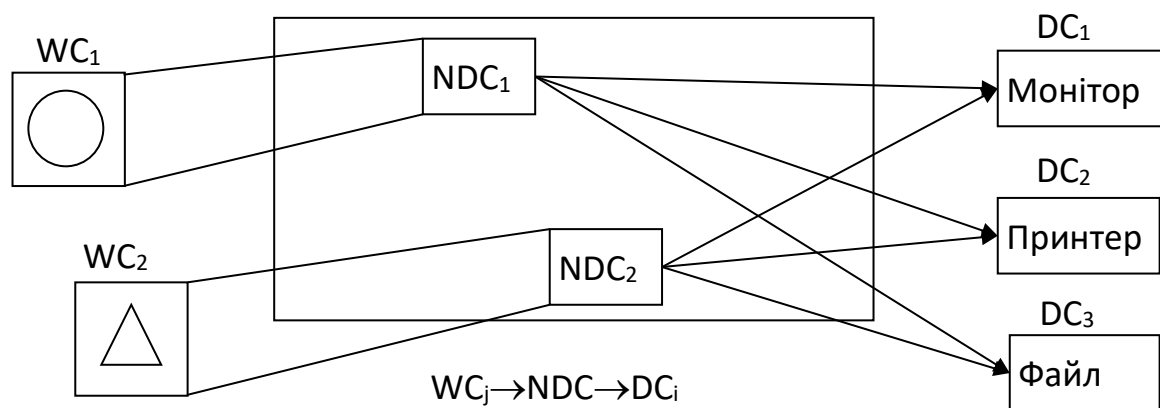 WC₁
NDC₁
DC₁
Монітор
WC₂
NDC₂
DC₂
Принтер
DC₃
Файл
WCⱼ→NDC→DCᵢ